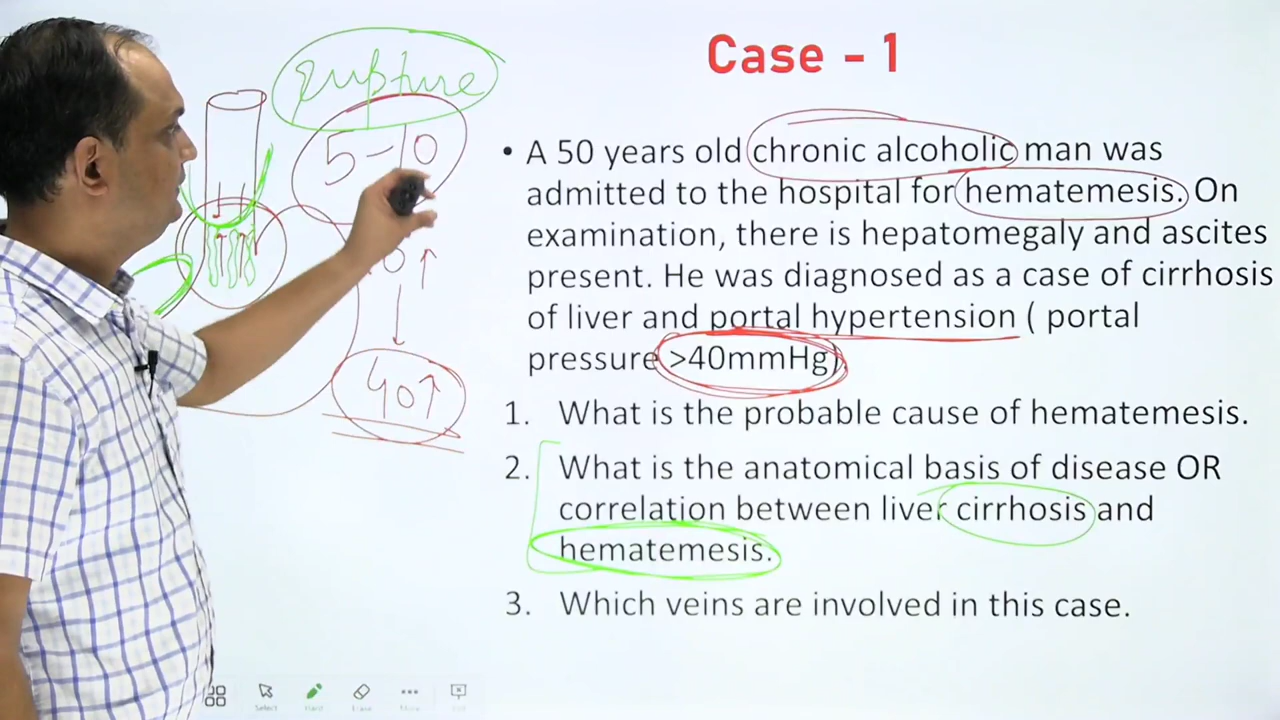 Case - 1
rupture
5-10
↑
40↑
• A 50 years old chronic alcoholic man was
admitted to the hospital for hematemesis. On
examination, there is hepatomegaly and ascites
present. He was diagnosed as a case of cirrhosis
of liver and portal hypertension ( portal
pressure >40mmHg).
1. What is the probable cause of hematemesis.
2. What is the anatomical basis of disease OR
correlation between liver cirrhosis and
hematemesis.
3. Which veins are involved in this case.
Select
More